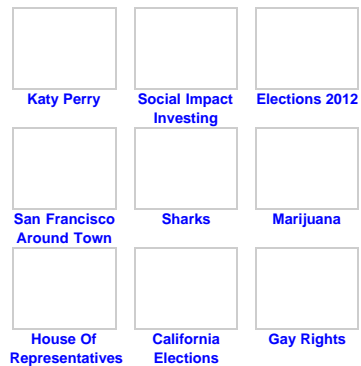 Katy Perry
Social Impact
Investing
Elections 2012
San Francisco
Around Town
Sharks
Marijuana
House Of
Representatives
California
Elections
Gay Rights